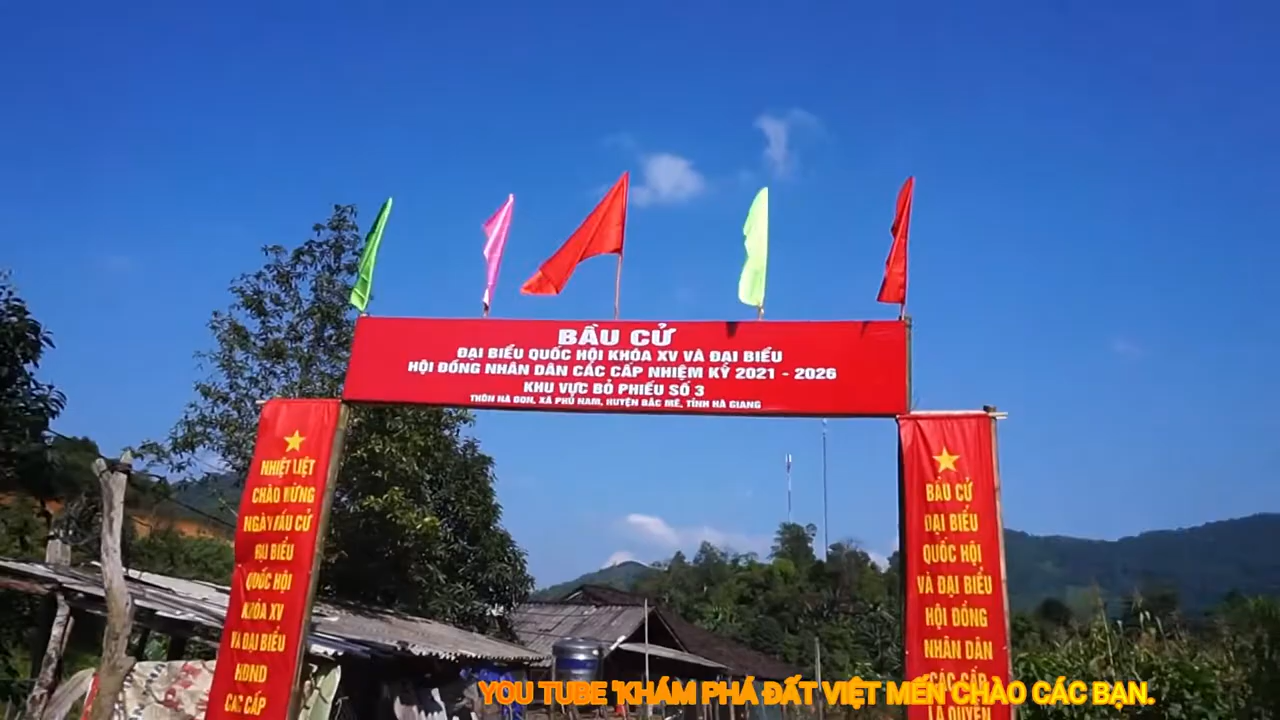 BẦU CỬ
ĐẠI BIỂU QUỐC HỘI KHÓA XV VÀ ĐẠI BIỂU
HỘI ĐỒNG NHÂN DÂN CÁC CẤP NHIỆM KỲ 2021 - 2026
KHU VỰC BỎ PHIẾU SỐ 3
THÔN HÀ ĐON, XÃ PHÚ NAM, HUYỆN BẮC MÊ, TỈNH HÀ GIANG
NHIỆT LIỆT
CHÀO MỪNG
NGÀY BẦU CỬ
ĐẠI BIỂU
QUỐC HỘI
KHÓA XV
VÀ ĐẠI BIỂU
HĐND
CÁC CẤP
BẦU CỬ
ĐẠI BIỂU
QUỐC HỘI
VÀ ĐẠI BIỂU
HỘI ĐỒNG
NHÂN DÂN
CÁC CẤP
LÀ QUYỀN
YOU TUBE "KHÁM PHÁ ĐẤT VIỆT MẾN CHÀO CÁC BẠN.